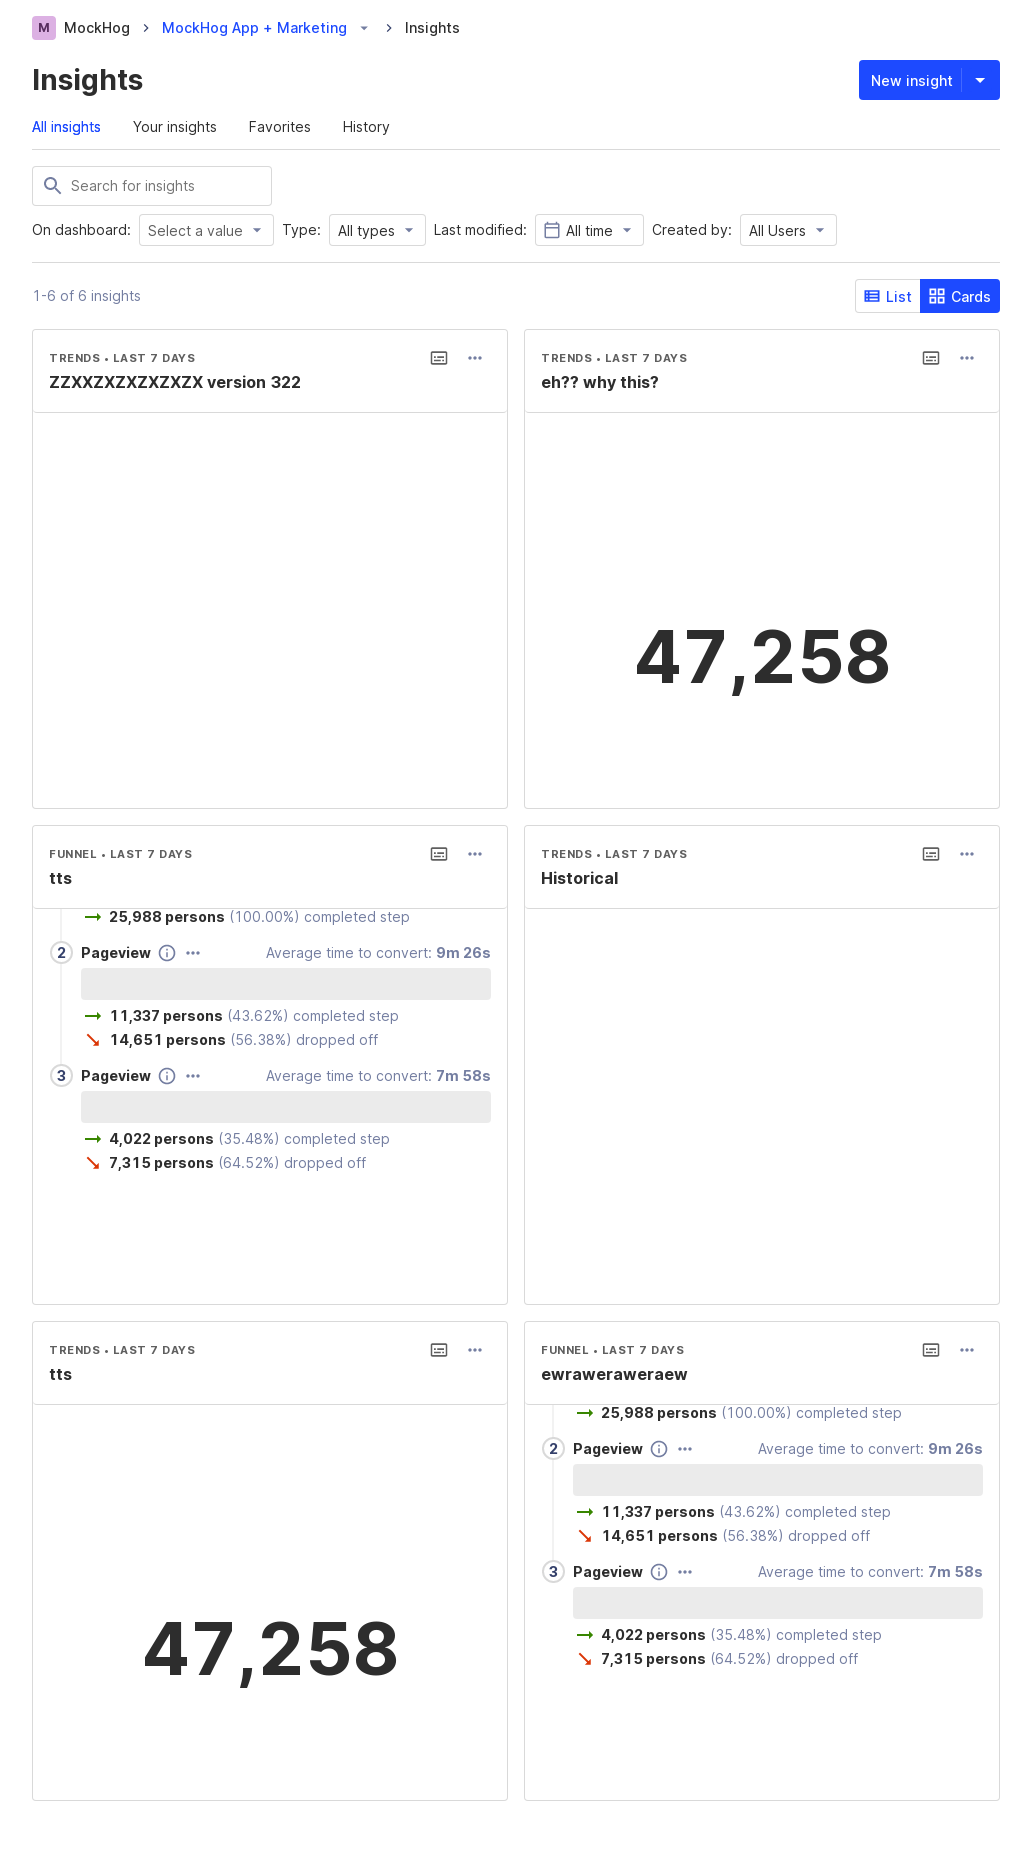 M MockHog > MockHog App + Marketing > Insights
Insights
New insight
All insights Your insights Favorites History
Search for insights
On dashboard: Select a value Type: All types Last modified: All time Created by: All Users
1-6 of 6 insights
List Cards
TRENDS • LAST 7 DAYS
ZZXXZXZXZXZXZX version 322
TRENDS • LAST 7 DAYS
eh?? why this?
47,258
FUNNEL • LAST 7 DAYS
tts
25,988 persons (100.00%) completed step
2 Pageview Average time to convert: 9m 26s
11,337 persons (43.62%) completed step
14,651 persons (56.38%) dropped off
3 Pageview Average time to convert: 7m 58s
4,022 persons (35.48%) completed step
7,315 persons (64.52%) dropped off
TRENDS • LAST 7 DAYS
Historical
TRENDS • LAST 7 DAYS
tts
47,258
FUNNEL • LAST 7 DAYS
ewraweraweraew
25,988 persons (100.00%) completed step
2 Pageview Average time to convert: 9m 26s
11,337 persons (43.62%) completed step
14,651 persons (56.38%) dropped off
3 Pageview Average time to convert: 7m 58s
4,022 persons (35.48%) completed step
7,315 persons (64.52%) dropped off